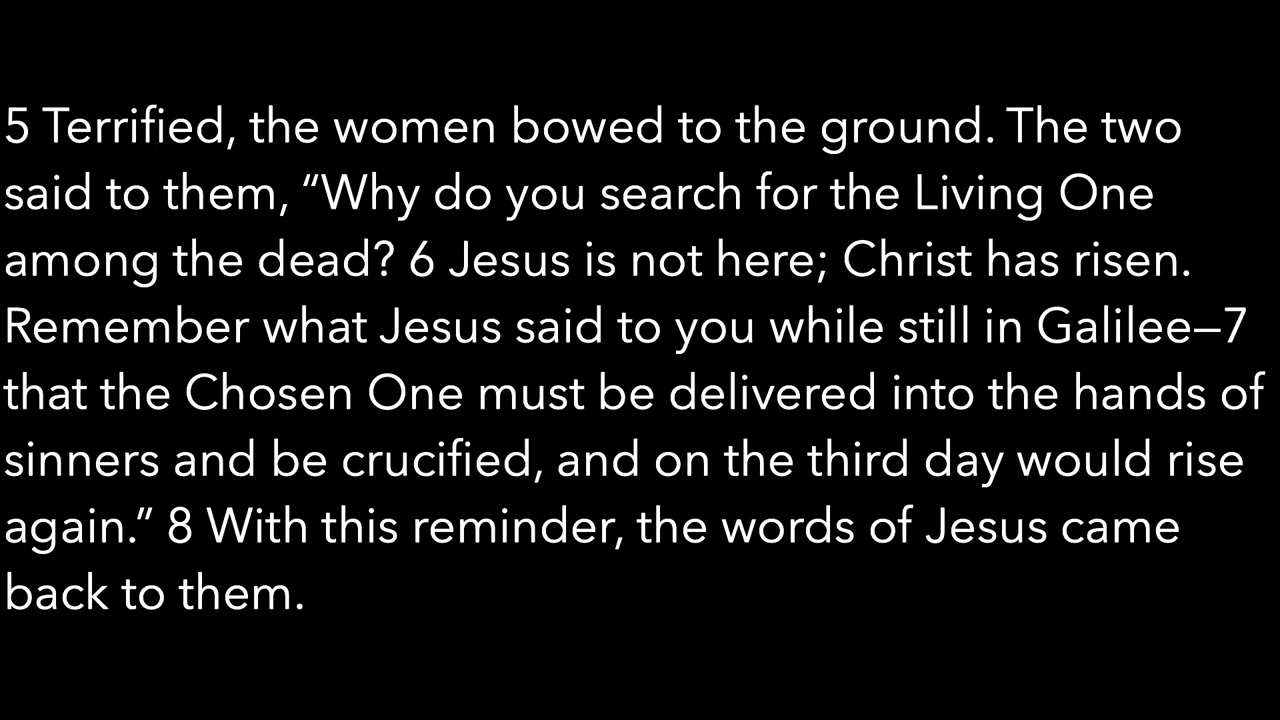 5 Terrified, the women bowed to the ground. The two
said to them, “Why do you search for the Living One
among the dead? 6 Jesus is not here; Christ has risen.
Remember what Jesus said to you while still in Galilee—7
that the Chosen One must be delivered into the hands of
sinners and be crucified, and on the third day would rise
again.” 8 With this reminder, the words of Jesus came
back to them.